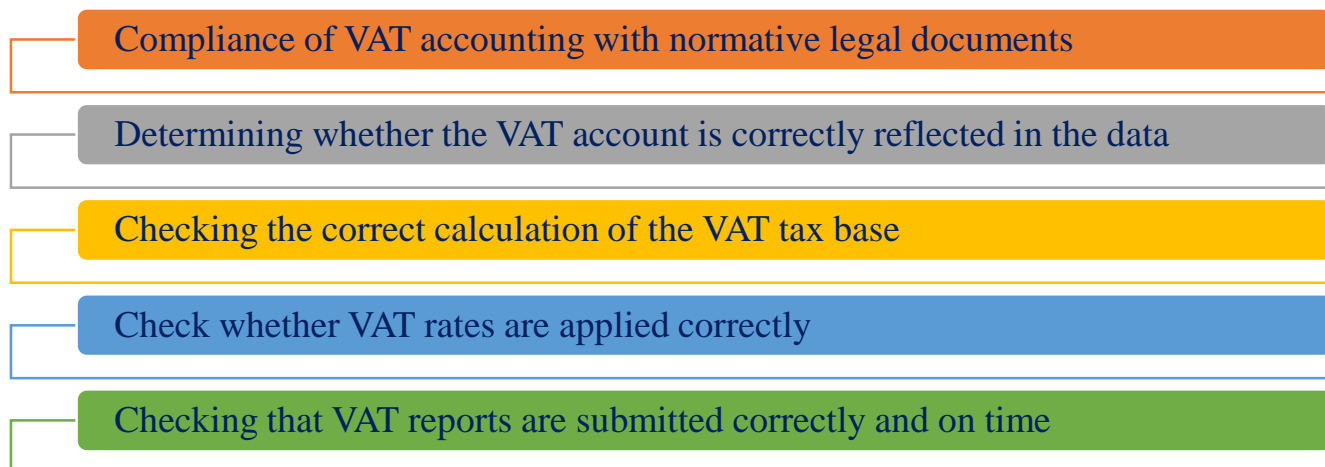 Compliance of VAT accounting with normative legal documents
Determining whether the VAT account is correctly reflected in the data
Checking the correct calculation of the VAT tax base
Check whether VAT rates are applied correctly
Checking that VAT reports are submitted correctly and on time